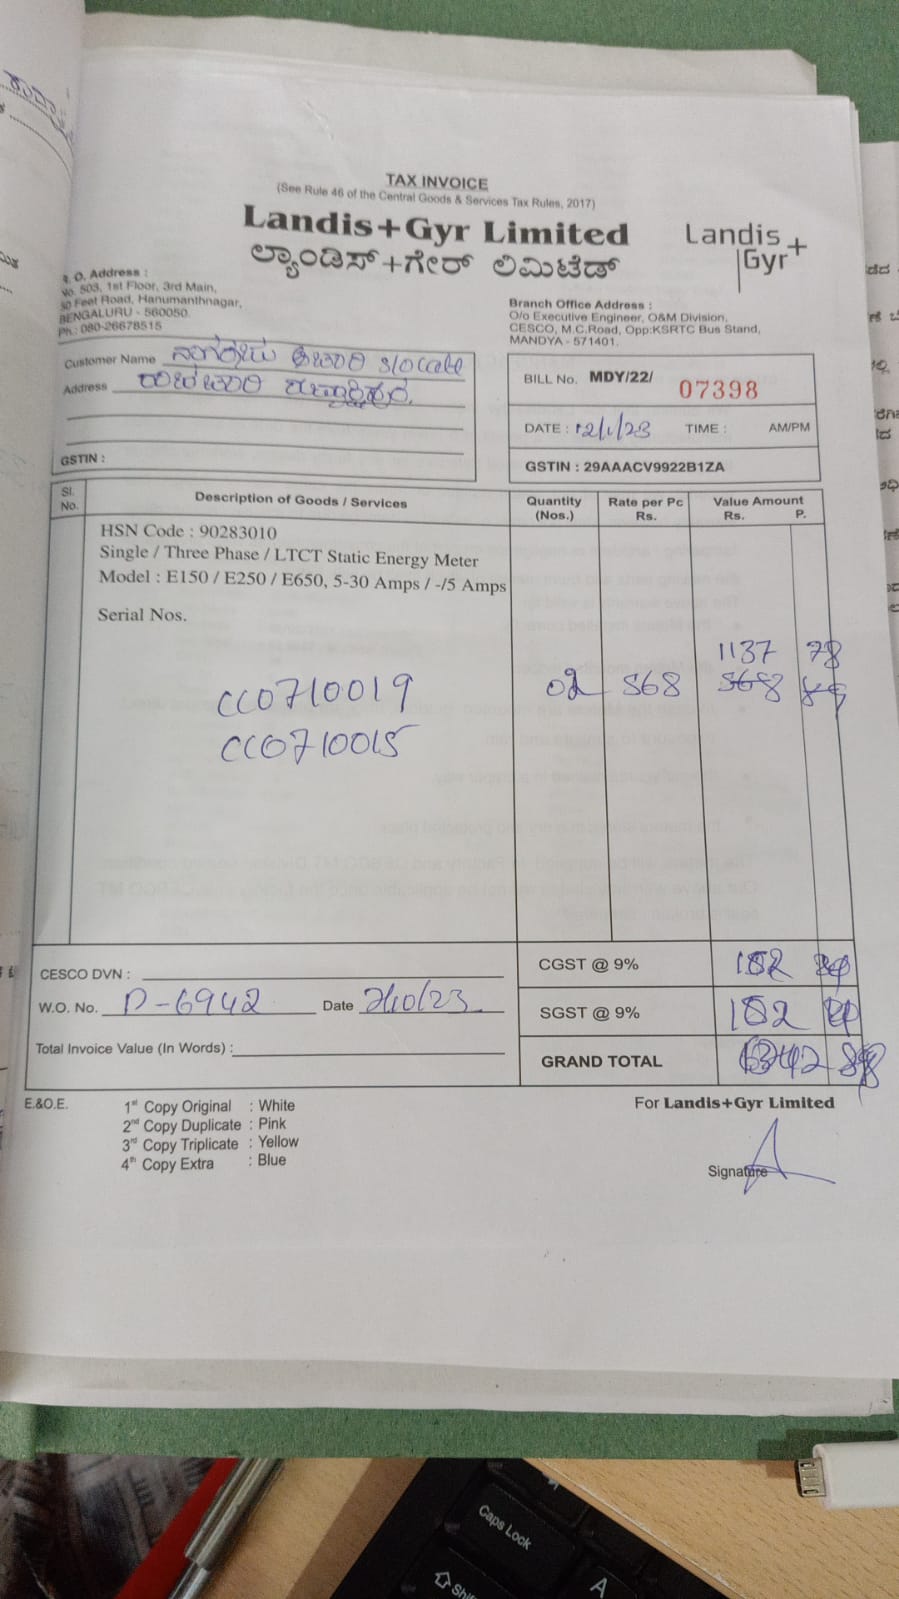 TAX INVOICE
(See Rule 46 of the Central Goods & Services Tax Rules, 2017)
Landis+Gyr Limited
ಲ್ಯಾಂಡಿಸ್+ಗೇರ್ ಲಿಮಿಟೆಡ್
Landis
Gyr+
R. O. Address :
No. 503, 1st Floor, 3rd Main,
50 Feet Road, Hanumanthnagar,
BENGALURU - 560050.
Ph.: 080-26678515
Branch Office Address :
O/o Executive Engineer, O&M Division,
CESCO, M.C.Road, Opp:KSRTC Bus Stand,
MANDYA - 571401.
Customer Name
Address
GSTIN :
BILL No. MDY/22/ 07398
DATE : 12/1/23 TIME : AM/PM
GSTIN : 29AAACV9922B1ZA
Sl. No. Description of Goods / Services Quantity (Nos.) Rate per Pc Rs. Value Amount Rs. P.
HSN Code : 90283010
Single / Three Phase / LTCT Static Energy Meter
Model : E150 / E250 / E650, 5-30 Amps / -/5 Amps
Serial Nos.
1137 78
CC0710019 02 568 568 89
CC0710015
CESCO DVN :
CGST @ 9%
W.O. No. D-6942 Date
SGST @ 9%
Total Invoice Value (In Words) :
GRAND TOTAL
E.&O.E.
1st Copy Original : White
2nd Copy Duplicate : Pink
3rd Copy Triplicate : Yellow
4th Copy Extra : Blue
For Landis+Gyr Limited
Signature
Caps Lock
A